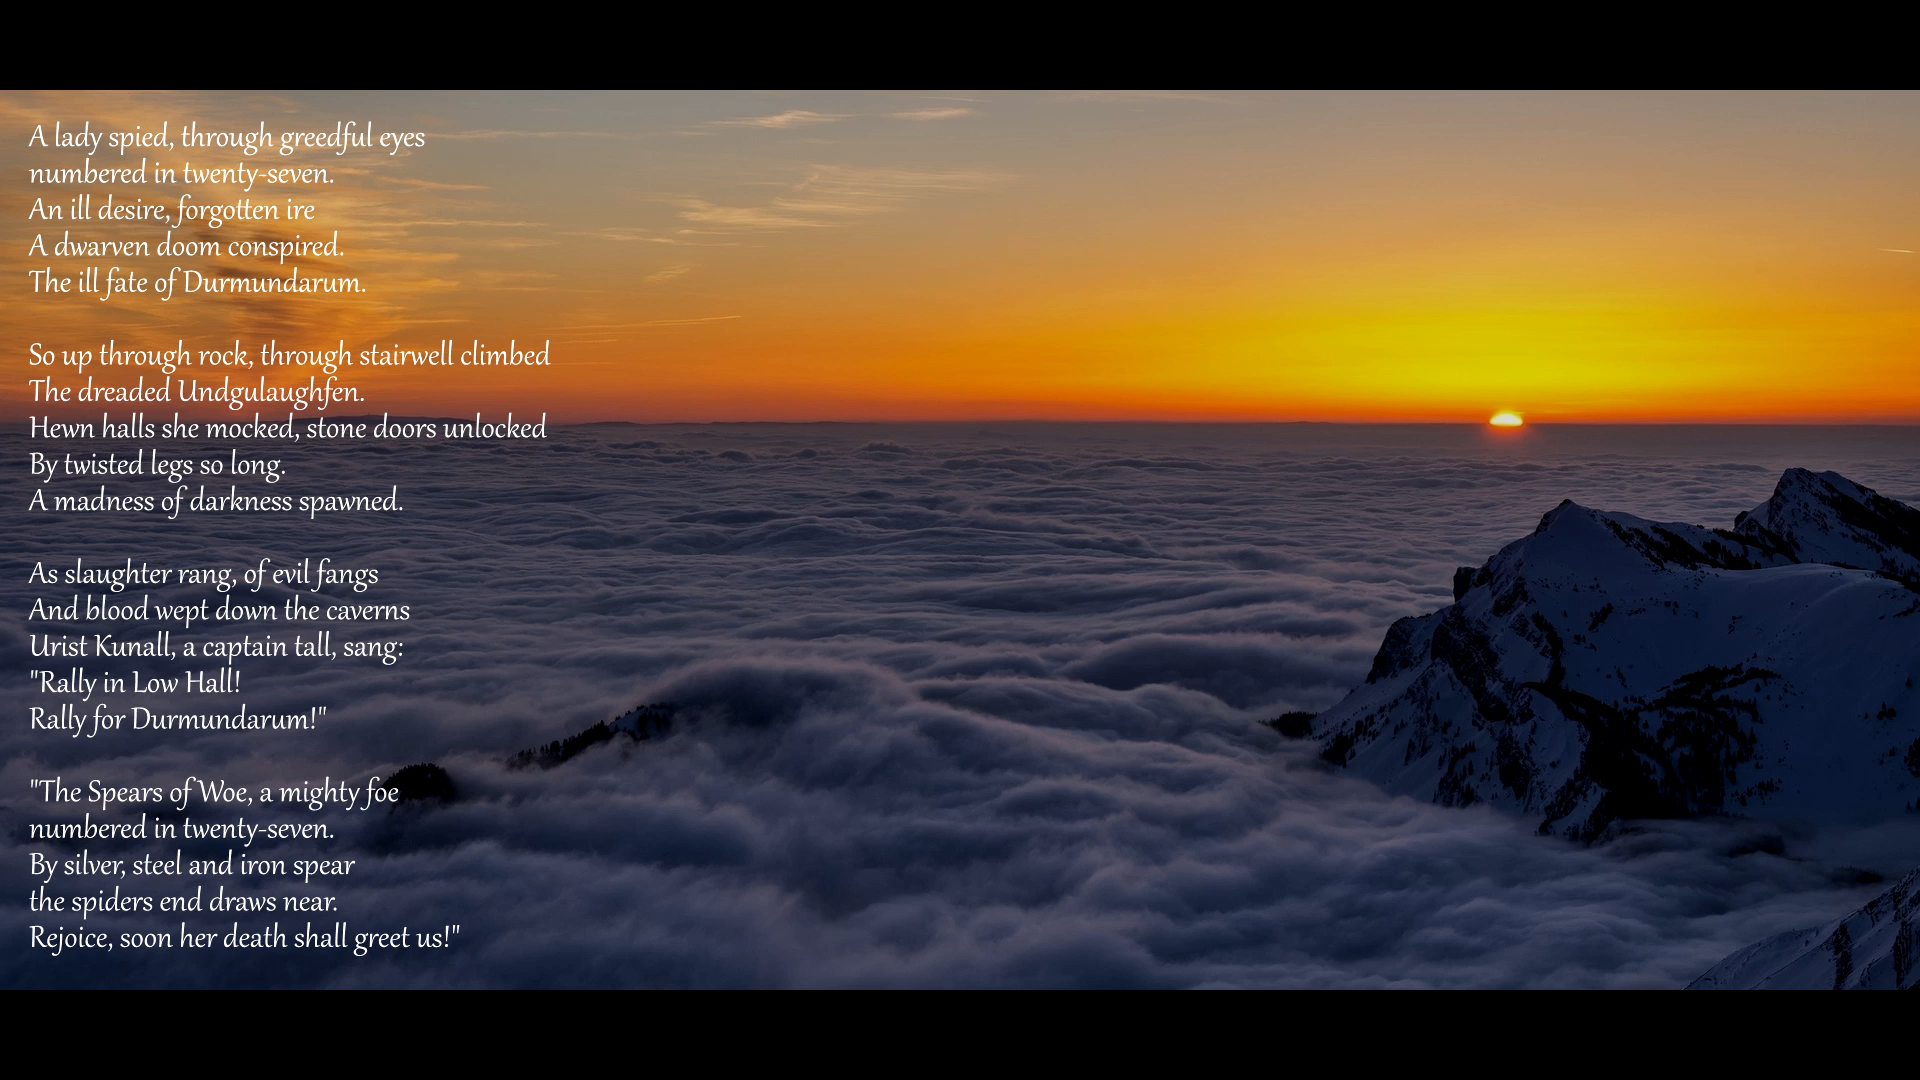 A lady spied, through greedful eyes
numbered in twenty-seven.
An ill desire, forgotten ire
A dwarven doom conspired.
The ill fate of Durmundarum.
So up through rock, through stairwell climbed
The dreaded Undgulaughfen.
Hewn halls she mocked, stone doors unlocked
By twisted legs so long.
A madness of darkness spawned.
As slaughter rang, of evil fangs
And blood wept down the caverns
Urist Kunall, a captain tall, sang:
"Rally in Low Hall!
Rally for Durmundarum!"
"The Spears of Woe, a mighty foe
numbered in twenty-seven.
By silver, steel and iron spear
the spiders end draws near.
Rejoice, soon her death shall greet us!"